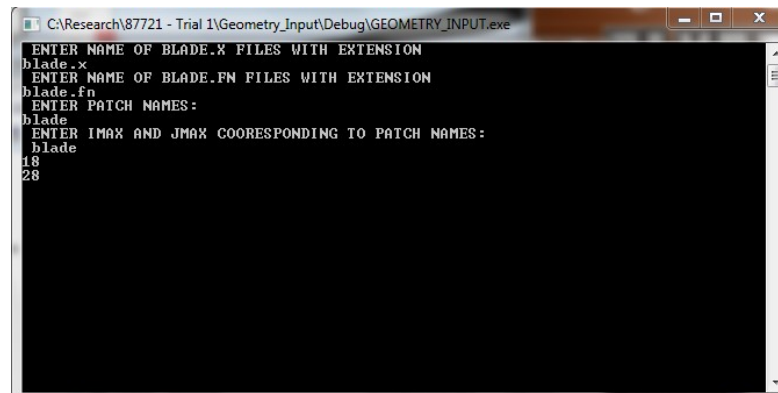 C:\Research\87721 - Trial 1\Geometry_Input\Debug\GEOMETRY_INPUT.exe
ENTER NAME OF BLADE.X FILES WITH EXTENSION
blade.x
ENTER NAME OF BLADE.FN FILES WITH EXTENSION
blade.fn
ENTER PATCH NAMES:
blade
ENTER IMAX AND JMAX COORESPONDING TO PATCH NAMES:
blade
18
28